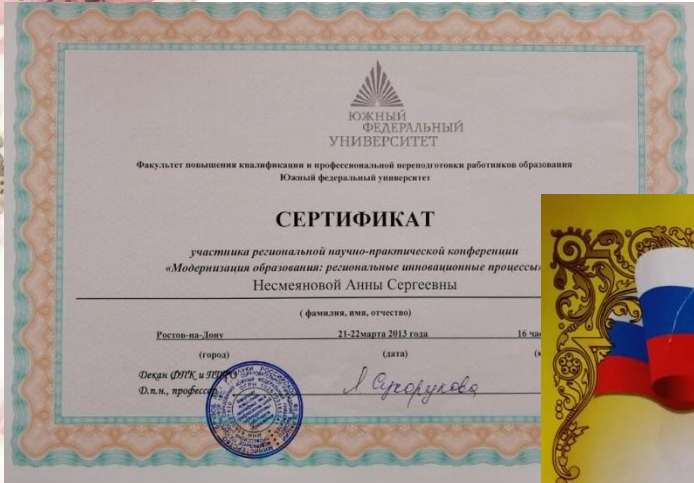 ЮЖНЫЙ
ФЕДЕРАЛЬНЫЙ
УНИВЕРСИТЕТ
Факультет повышения квалификации и профессиональной переподготовки работников образования
Южный федеральный университет
СЕРТИФИКАТ
участника региональной научно-практической конференции
«Модернизация образования: региональные инновационные процессы»
Несмеяновой Анны Сергеевны
( фамилия, имя, отчество)
Ростов-на-Дону 21-22марта 2013 года 16
(город) (дата)
Декан ФПК и ППРО
Д.п.н., профессор Л Сухорукова